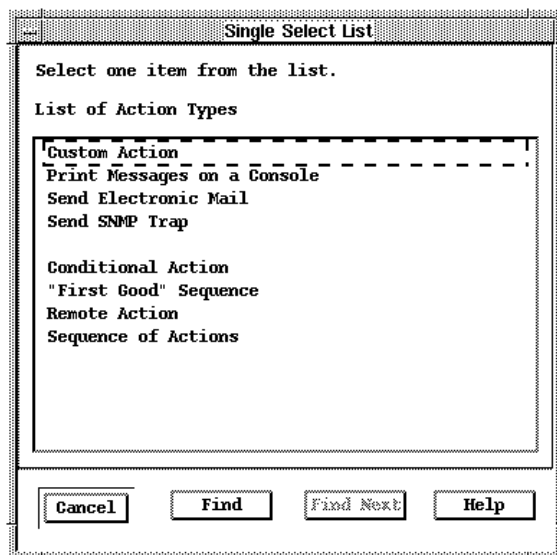 Single Select List
Select one item from the list.
List of Action Types
Custom Action
Print Messages on a Console
Send Electronic Mail
Send SNMP Trap
Conditional Action
"First Good" Sequence
Remote Action
Sequence of Actions
Cancel Find Find Next Help